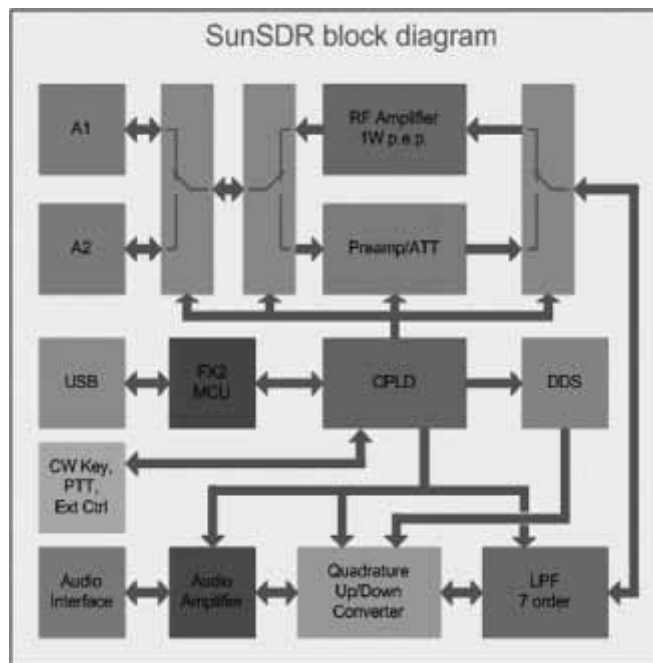 SunSDR block diagram
A1
RF Amplifier
1W p.e.p.
A2
Preamp/ATT
USB
FX2
MCU
CPLD
DDS
CW Key,
PTT,
Ext Ctrl
Audio
Interface
Audio
Amplifier
Quadrature
Up/Down
Converter
LPF
7 order